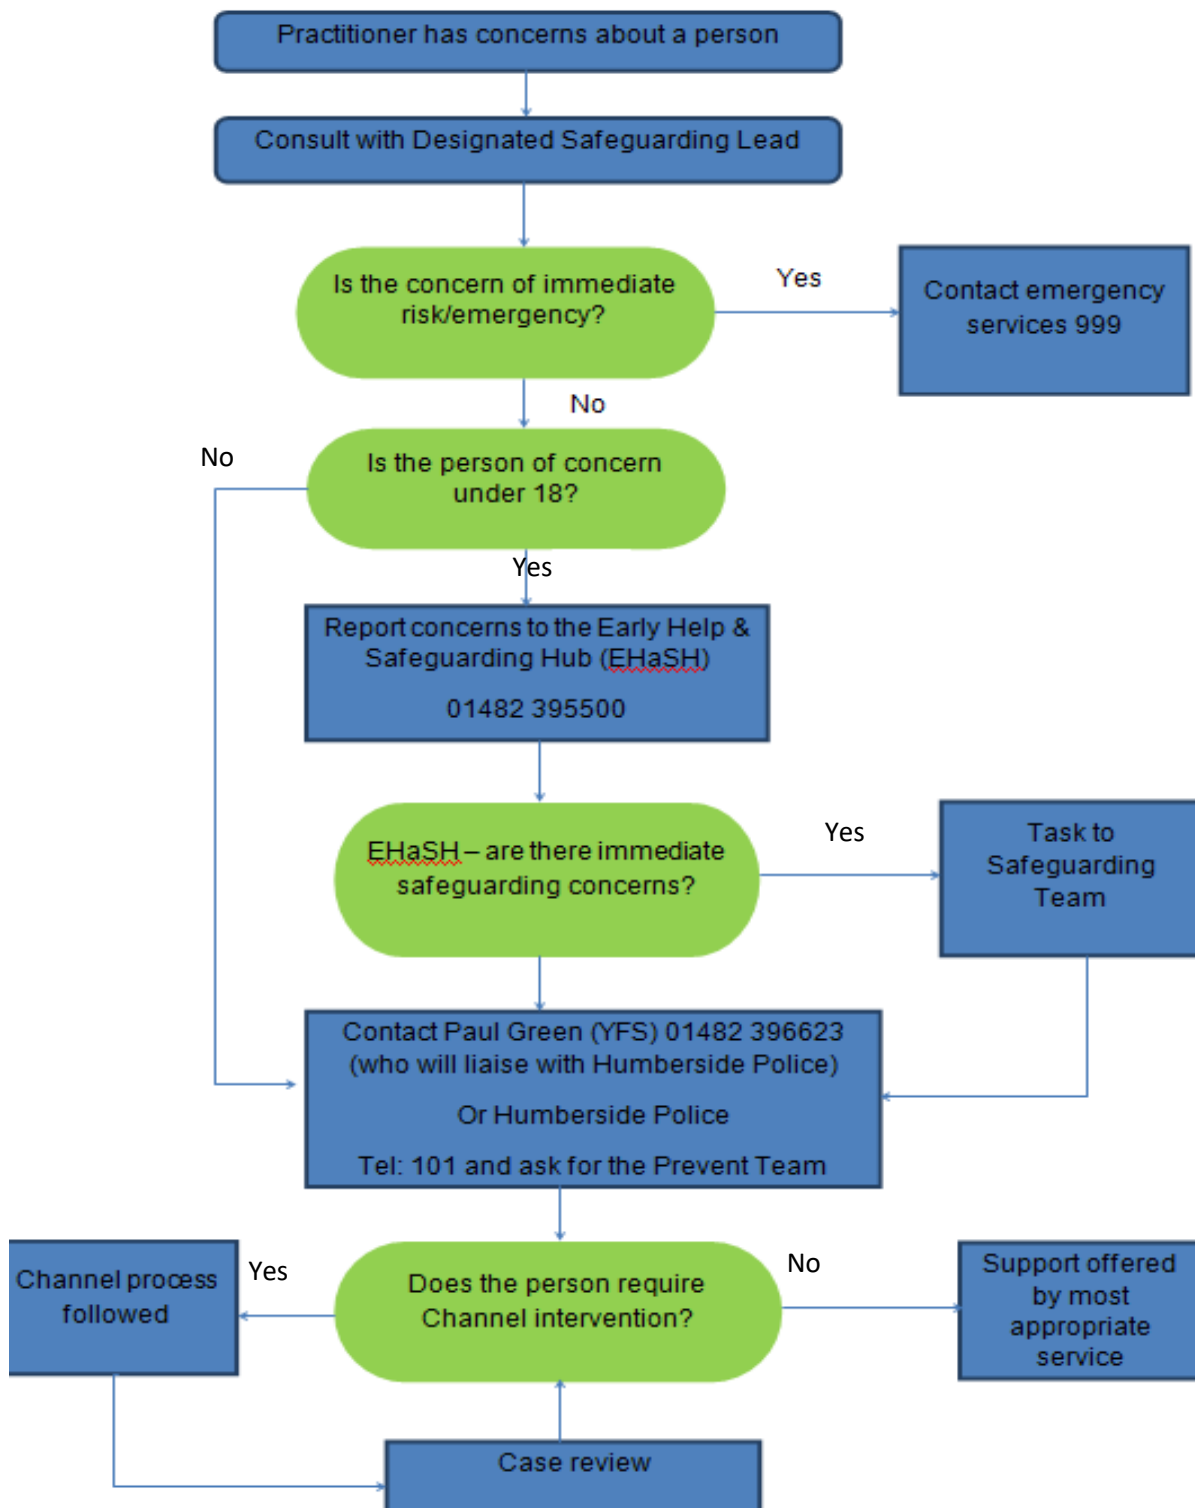 Practitioner has concerns about a person
Consult with Designated Safeguarding Lead
Is the concern of immediate
risk/emergency?
Yes
Contact emergency
services 999
No
No
Is the person of concern
under 18?
Yes
Report concerns to the Early Help &
Safeguarding Hub (EHaSH)
01482 395500
EHaSH – are there immediate
safeguarding concerns?
Yes
Task to
Safeguarding
Team
Contact Paul Green (YFS) 01482 396623
(who will liaise with Humberside Police)
Or Humberside Police
Tel: 101 and ask for the Prevent Team
Channel process
followed
Yes
Does the person require
Channel intervention?
No
Support offered
by most
appropriate
service
Case review